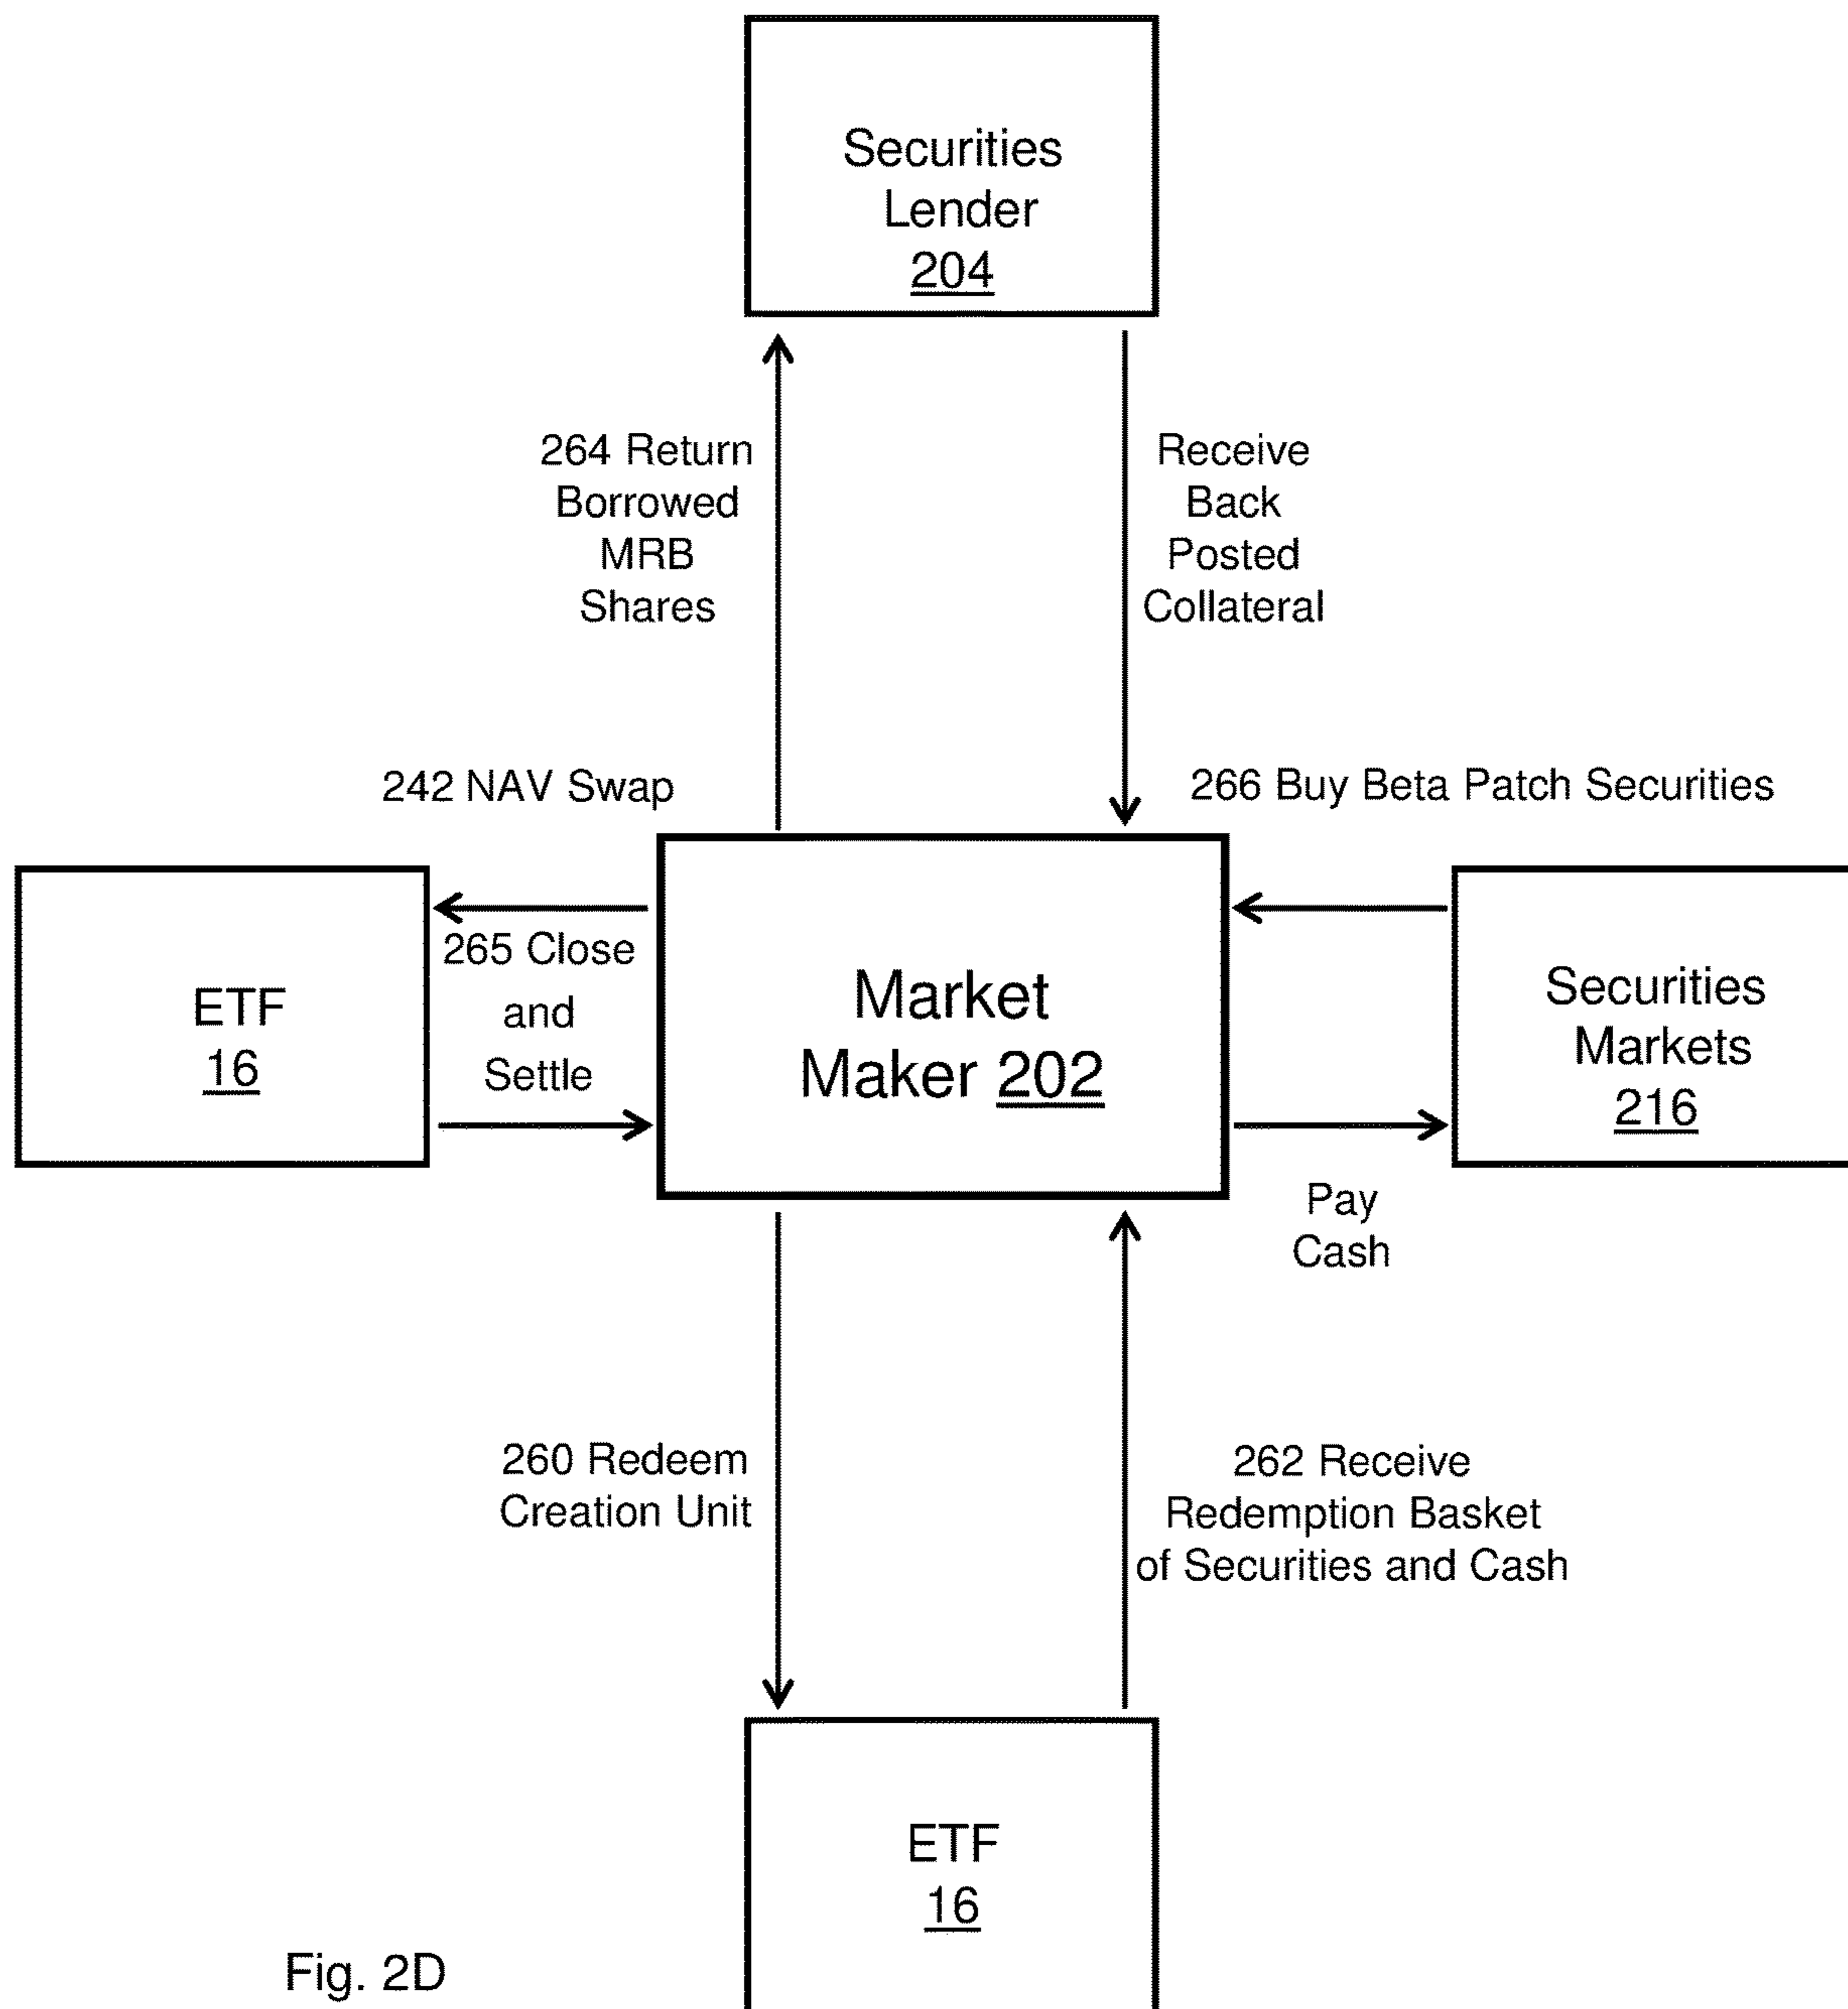 Securities
Lender
204
264 Return
Borrowed
MRB
Shares
Receive
Back
Posted
Collateral
242 NAV Swap
266 Buy Beta Patch Securities
ETF
16
265 Close
and
Settle
Market
Maker 202
Securities
Markets
216
Pay
Cash
260 Redeem
Creation Unit
262 Receive
Redemption Basket
of Securities and Cash
ETF
16
Fig. 2D